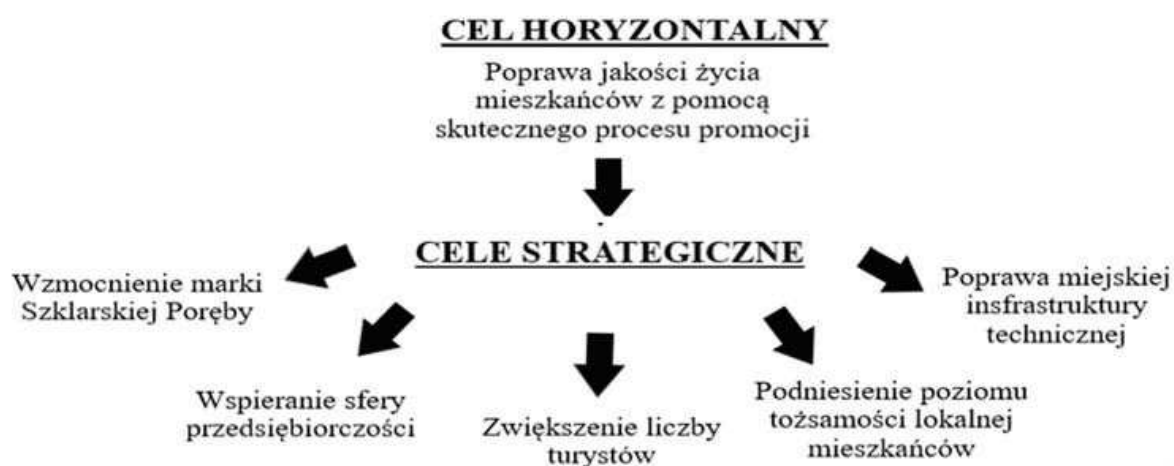 CEL HORYZONTALNY
Poprawa jakości życia
mieszkańców z pomocą
skutecznego procesu promocji
CELE STRATEGICZNE
Wzmocnienie marki
Szklarskiej Poręby
Wspieranie sfery
przedsiębiorczości
Zwiększenie liczby
turystów
Podniesienie poziomu
tożsamości lokalnej
mieszkańców
Poprawa miejskiej
insfrastruktury
technicznej